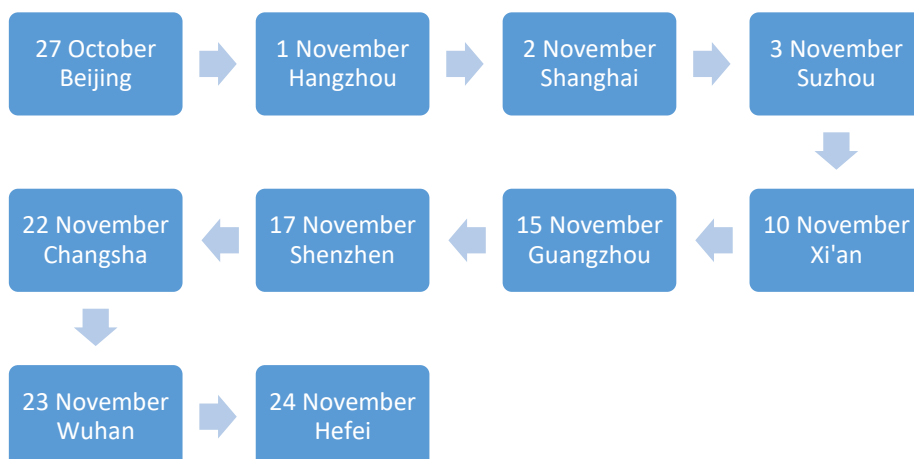 27 October
Beijing
1 November
Hangzhou
2 November
Shanghai
3 November
Suzhou
10 November
Xi'an
15 November
Guangzhou
17 November
Shenzhen
22 November
Changsha
23 November
Wuhan
24 November
Hefei